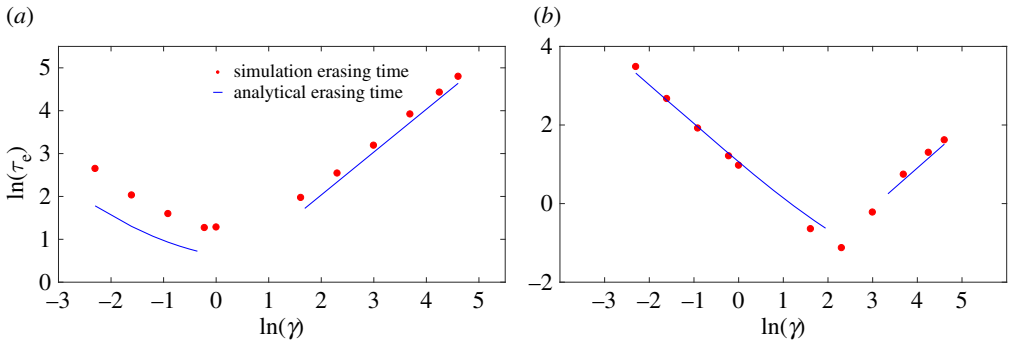 (a)
5
4
3
2
1
0
ln(τe)
simulation erasing time
analytical erasing time
−3 −2 −1 0 1 2 3 4 5
ln(γ)
(b)
4
2
0
−2
−3 −2 −1 0 1 2 3 4 5
ln(γ)